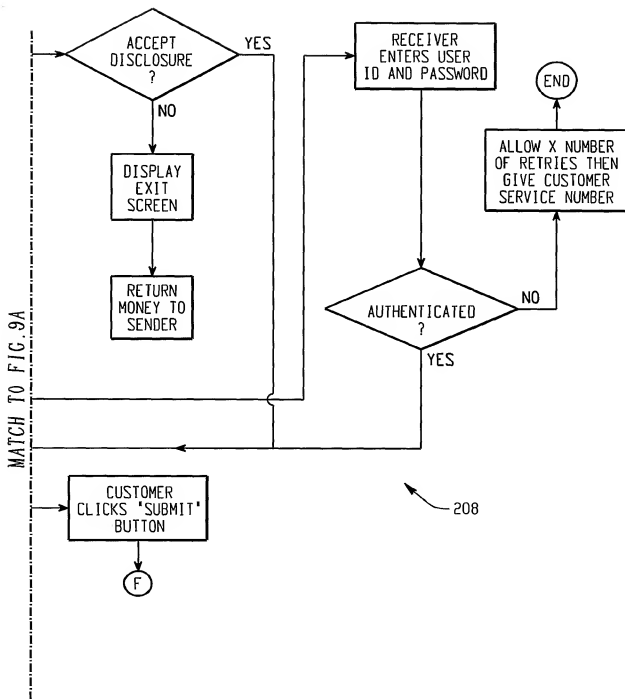 ACCEPT
DISCLOSURE
?
YES
NO
DISPLAY
EXIT
SCREEN
RETURN
MONEY TO
SENDER
RECEIVER
ENTERS USER
ID AND PASSWORD
END
ALLOW X NUMBER
OF RETRIES THEN
GIVE CUSTOMER
SERVICE NUMBER
AUTHENTICATED
?
NO
YES
MATCH TO FIG.9A
CUSTOMER
CLICKS "SUBMIT"
BUTTON
F
208